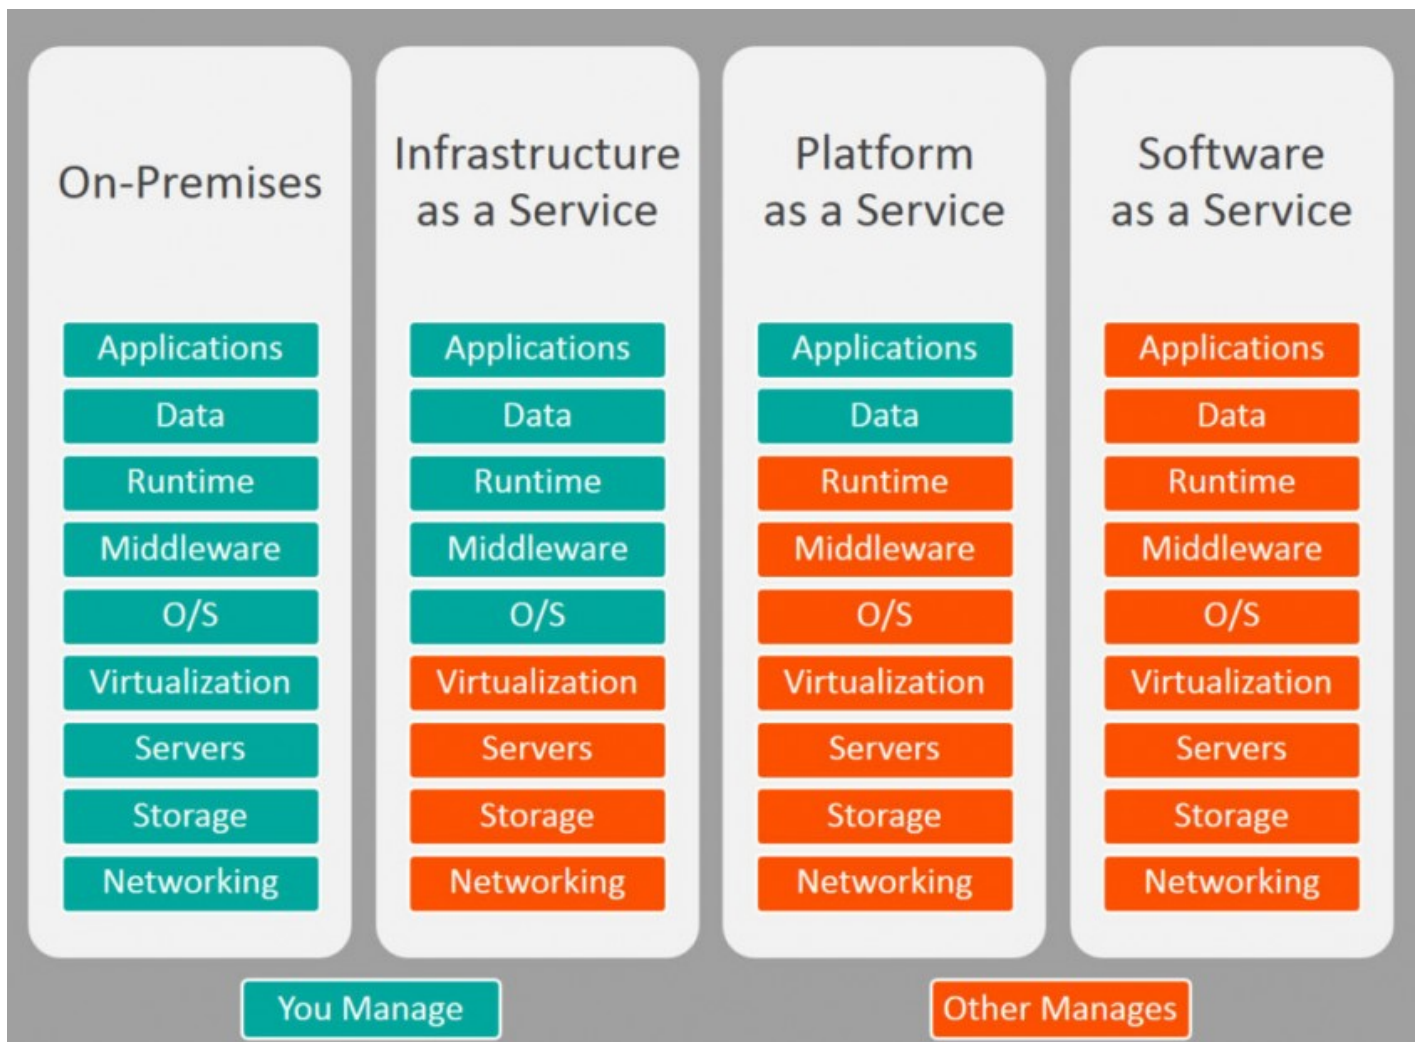 On-Premises
Applications
Data
Runtime
Middleware
O/S
Virtualization
Servers
Storage
Networking
Infrastructure
as a Service
Applications
Data
Runtime
Middleware
O/S
Virtualization
Servers
Storage
Networking
Platform
as a Service
Applications
Data
Runtime
Middleware
O/S
Virtualization
Servers
Storage
Networking
Software
as a Service
Applications
Data
Runtime
Middleware
O/S
Virtualization
Servers
Storage
Networking
You Manage
Other Manages